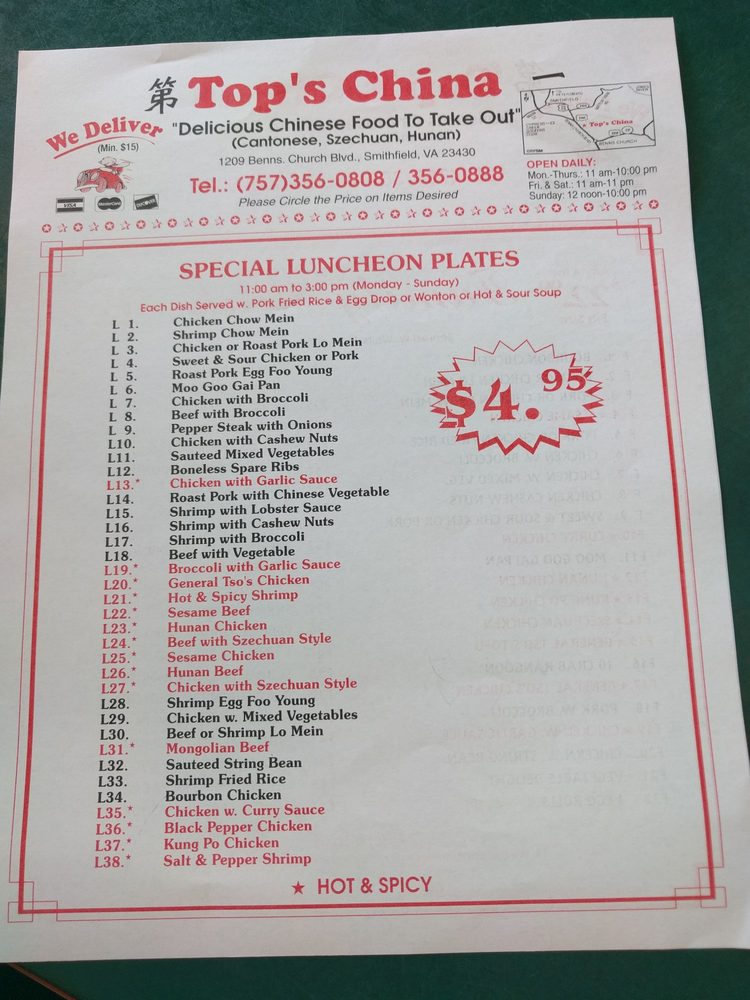 第 Top's China 一
We Deliver
(Min. $15)
"Delicious Chinese Food To Take Out"
(Cantonese, Szechuan, Hunan)
1209 Benns. Church Blvd., Smithfield, VA 23430
Tel.: (757)356-0808 / 356-0888
Please Circle the Price on Items Desired
VISA MasterCard DISCOVER
SMITHFIELD
★ Top's China
BENNS CHURCH
OPEN DAILY:
Mon.-Thurs.: 11 am-10:00 pm
Fri. & Sat.: 11 am-11 pm
Sunday: 12 noon-10:00 pm
SPECIAL LUNCHEON PLATES
11:00 am to 3:00 pm (Monday - Sunday)
Each Dish Served w. Pork Fried Rice & Egg Drop or Wonton or Hot & Sour Soup
$4.95
L 1. Chicken Chow Mein
L 2. Shrimp Chow Mein
L 3. Chicken or Roast Pork Lo Mein
L 4. Sweet & Sour Chicken or Pork
L 5. Roast Pork Egg Foo Young
L 6. Moo Goo Gai Pan
L 7. Chicken with Broccoli
L 8. Beef with Broccoli
L 9. Pepper Steak with Onions
L10. Chicken with Cashew Nuts
L11. Sauteed Mixed Vegetables
L12. Boneless Spare Ribs
L13.* Chicken with Garlic Sauce
L14. Roast Pork with Chinese Vegetable
L15. Shrimp with Lobster Sauce
L16. Shrimp with Cashew Nuts
L17. Shrimp with Broccoli
L18. Beef with Vegetable
L19.* Broccoli with Garlic Sauce
L20.* General Tso's Chicken
L21.* Hot & Spicy Shrimp
L22.* Sesame Beef
L23.* Hunan Chicken
L24.* Beef with Szechuan Style
L25.* Sesame Chicken
L26.* Hunan Beef
L27.* Chicken with Szechuan Style
L28. Shrimp Egg Foo Young
L29. Chicken w. Mixed Vegetables
L30. Beef or Shrimp Lo Mein
L31.* Mongolian Beef
L32. Sauteed String Bean
L33. Shrimp Fried Rice
L34. Bourbon Chicken
L35.* Chicken w. Curry Sauce
L36.* Black Pepper Chicken
L37.* Kung Po Chicken
L38.* Salt & Pepper Shrimp
★ HOT & SPICY